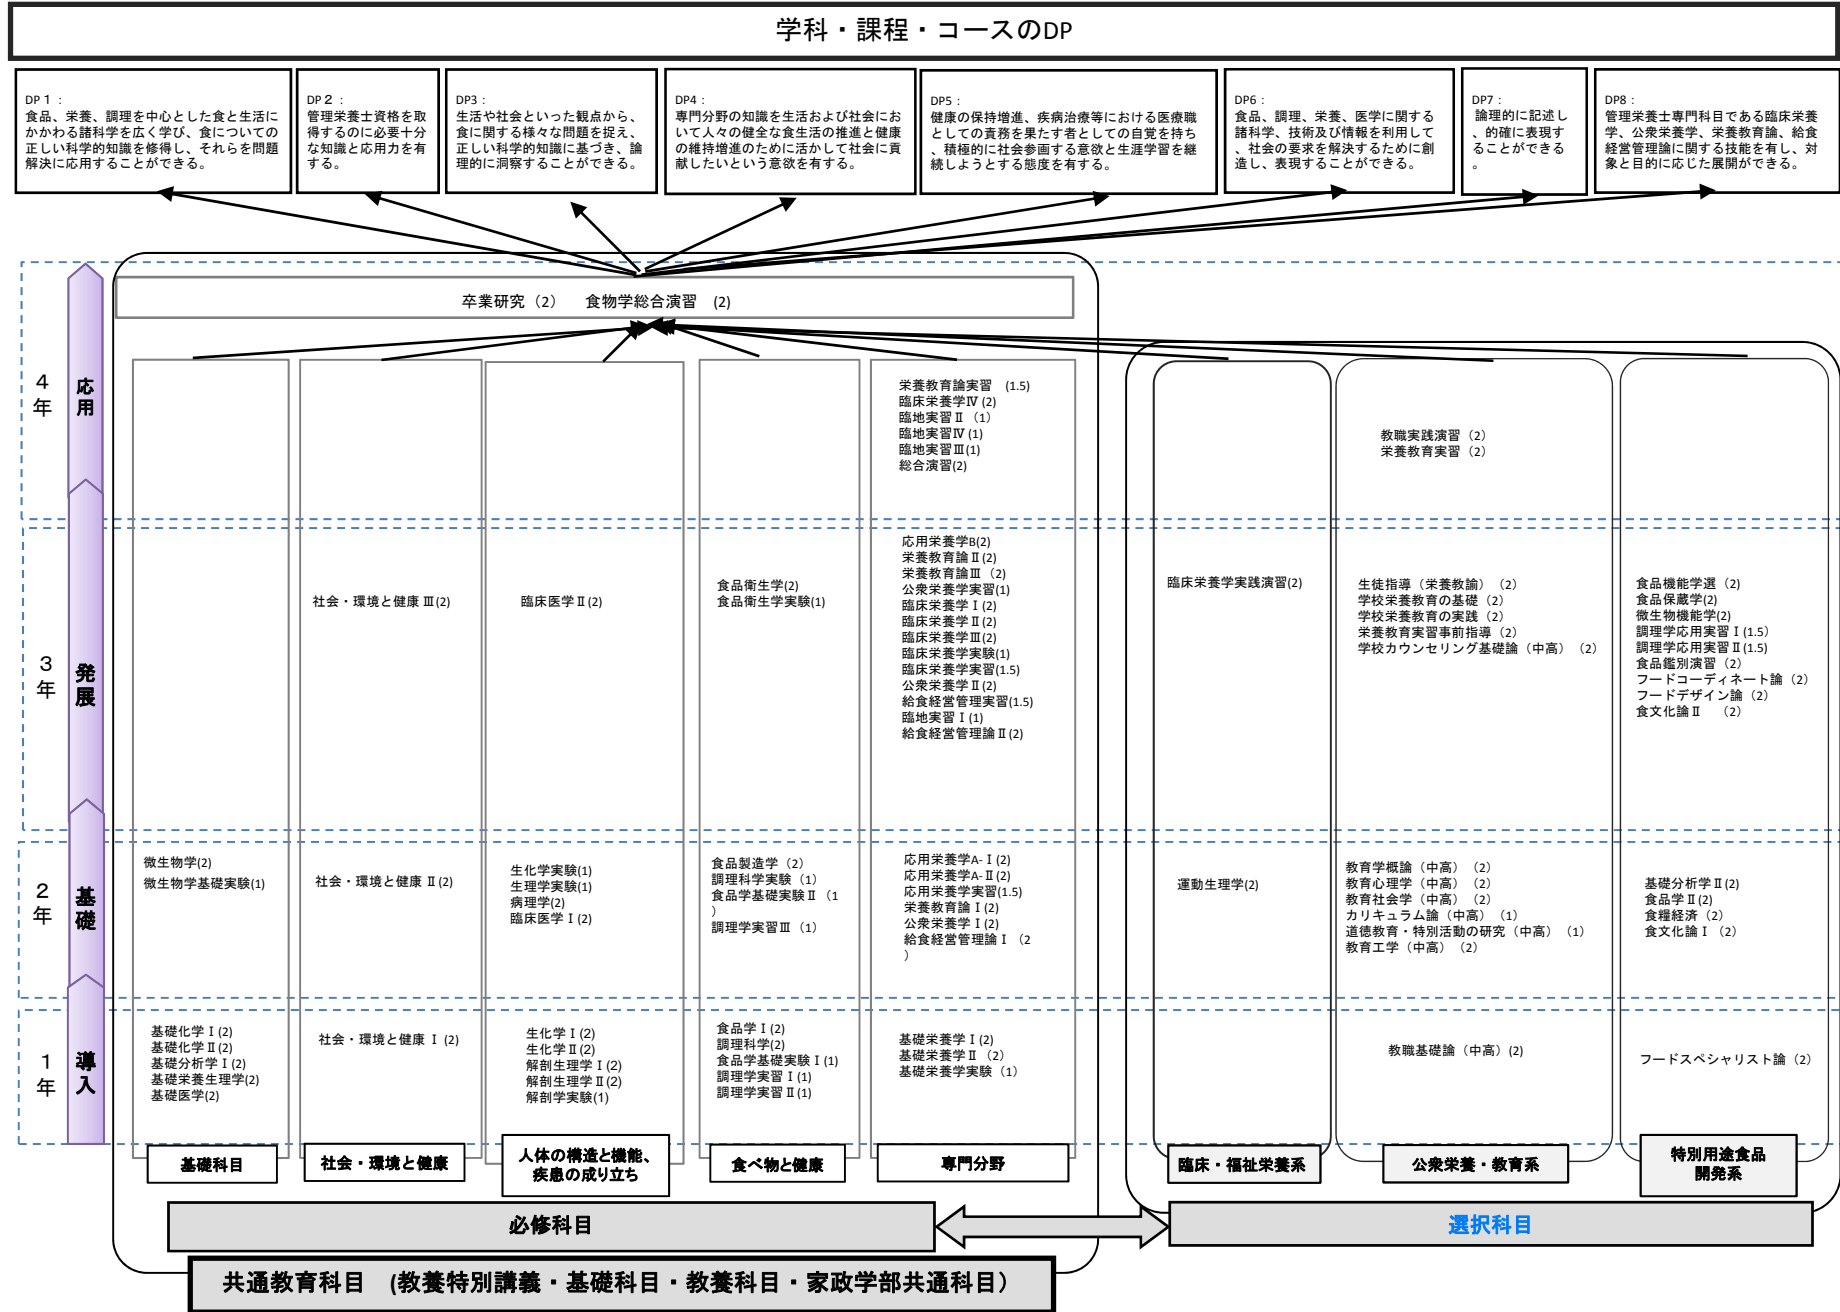 学科・課程・コースのDP
DP 1：
食品、栄養、調理を中心とした食と生活に
かかわる諸科学を広く学び、食についての
正しい科学的知識を修得し、それらを問題
解決に応用することができる。
DP 2：
管理栄養士資格を取
得するのに必要十分
な知識と応用力を有
する。
DP3：
生活や社会といった観点から、
食に関する様々な問題を捉え、
正しい科学的知識に基づき、論
理的に洞察することができる。
DP4：
専門分野の知識を生活および社会にお
いて人々の健全な食生活の推進と健康
の維持増進のために活かして社会に貢
献したいという意欲を有する。
DP5：
健康の保持増進、疾病治療等における医療職
としての責務を果たす者としての自覚を持ち
、積極的に社会参画する意欲と生涯学習を継
続しようとする態度を有する。
DP6：
食品、調理、栄養、医学に関する
諸科学、技術及び情報を利用して
、社会の要求を解決するために創
造し、表現することができる。
DP7：
論理的に記述し
、的確に表現す
ることができる
。
DP8：
管理栄養士専門科目である臨床栄養
学、公衆栄養学、栄養教育論、給食
経営管理論に関する技能を有し、対
象と目的に応じた展開ができる。
卒業研究（2）　食物学総合演習　(2)
4
年
応
用
栄養教育論実習　(1.5)
臨床栄養学Ⅳ(2)
臨地実習Ⅱ（1）
臨地実習Ⅳ(1)
臨地実習Ⅲ(1)
総合演習(2)
教職実践演習（2）
栄養教育実習（2）
3
年
発
展
社会・環境と健康 Ⅲ(2)
臨床医学Ⅱ(2)
食品衛生学(2)
食品衛生学実験(1)
応用栄養学B(2)
栄養教育論Ⅱ(2)
栄養教育論Ⅲ（2）
公衆栄養学実習(1)
臨床栄養学Ⅰ(2)
臨床栄養学Ⅱ(2)
臨床栄養学Ⅲ(2)
臨床栄養学実験(1)
臨床栄養学実習(1.5)
公衆栄養学Ⅱ(2)
給食経営管理実習(1.5)
臨地実習Ⅰ(1)
給食経営管理論Ⅱ(2)
臨床栄養学実践演習(2)
生徒指導（栄養教諭）（2）
学校栄養教育の基礎（2）
学校栄養教育の実践（2）
栄養教育実習事前指導（2）
学校カウンセリング基礎論（中高）（2）
食品機能学選（2）
食品保蔵学(2)
微生物機能学(2)
調理学応用実習Ⅰ(1.5）
調理学応用実習Ⅱ(1.5)
食品鑑別演習（2）
フードコーディネート論（2）
フードデザイン論（2）
食文化論Ⅱ　（2）
2
年
基
礎
微生物学(2)
微生物学基礎実験(1)
社会・環境と健康 Ⅱ(2)
生化学実験(1)
生理学実験(1)
病理学(2)
臨床医学Ⅰ(2)
食品製造学（2）
調理科学実験（1）
食品学基礎実験Ⅱ（1
）
調理学実習Ⅲ（1）
応用栄養学A-Ⅰ(2)
応用栄養学A-Ⅱ(2)
応用栄養学実習(1.5)
栄養教育論Ⅰ(2)
公衆栄養学Ⅰ(2)
給食経営管理論Ⅰ（2
）
運動生理学(2)
教育学概論（中高）（2）
教育心理学（中高）（2）
教育社会学（中高）（2）
カリキュラム論（中高）（1）
道徳教育・特別活動の研究（中高）（1）
教育工学（中高）（2）
基礎分析学Ⅱ(2)
食品学Ⅱ(2)
食糧経済（2）
食文化論Ⅰ（2）
1
年
導
入
基礎化学Ⅰ(2)
基礎化学Ⅱ(2)
基礎分析学Ⅰ(2)
基礎栄養生理学(2)
基礎医学(2)
社会・環境と健康 Ⅰ(2)
生化学Ⅰ(2)
生化学Ⅱ(2)
解剖生理学Ⅰ(2)
解剖生理学Ⅱ(2)
解剖学実験(1)
食品学Ⅰ(2)
調理科学(2)
食品学基礎実験Ⅰ(1)
調理学実習Ⅰ(1)
調理学実習Ⅱ(1)
基礎栄養学Ⅰ(2)
基礎栄養学Ⅱ（2）
基礎栄養学実験（1）
教職基礎論（中高）(2)
フードスペシャリスト論（2）
基礎科目
社会・環境と健康
人体の構造と機能、
疾患の成り立ち
食べ物と健康
専門分野
臨床・福祉栄養系
公衆栄養・教育系
特別用途食品
開発系
必修科目
選択科目
共通教育科目　(教養特別講義・基礎科目・教養科目・家政学部共通科目）